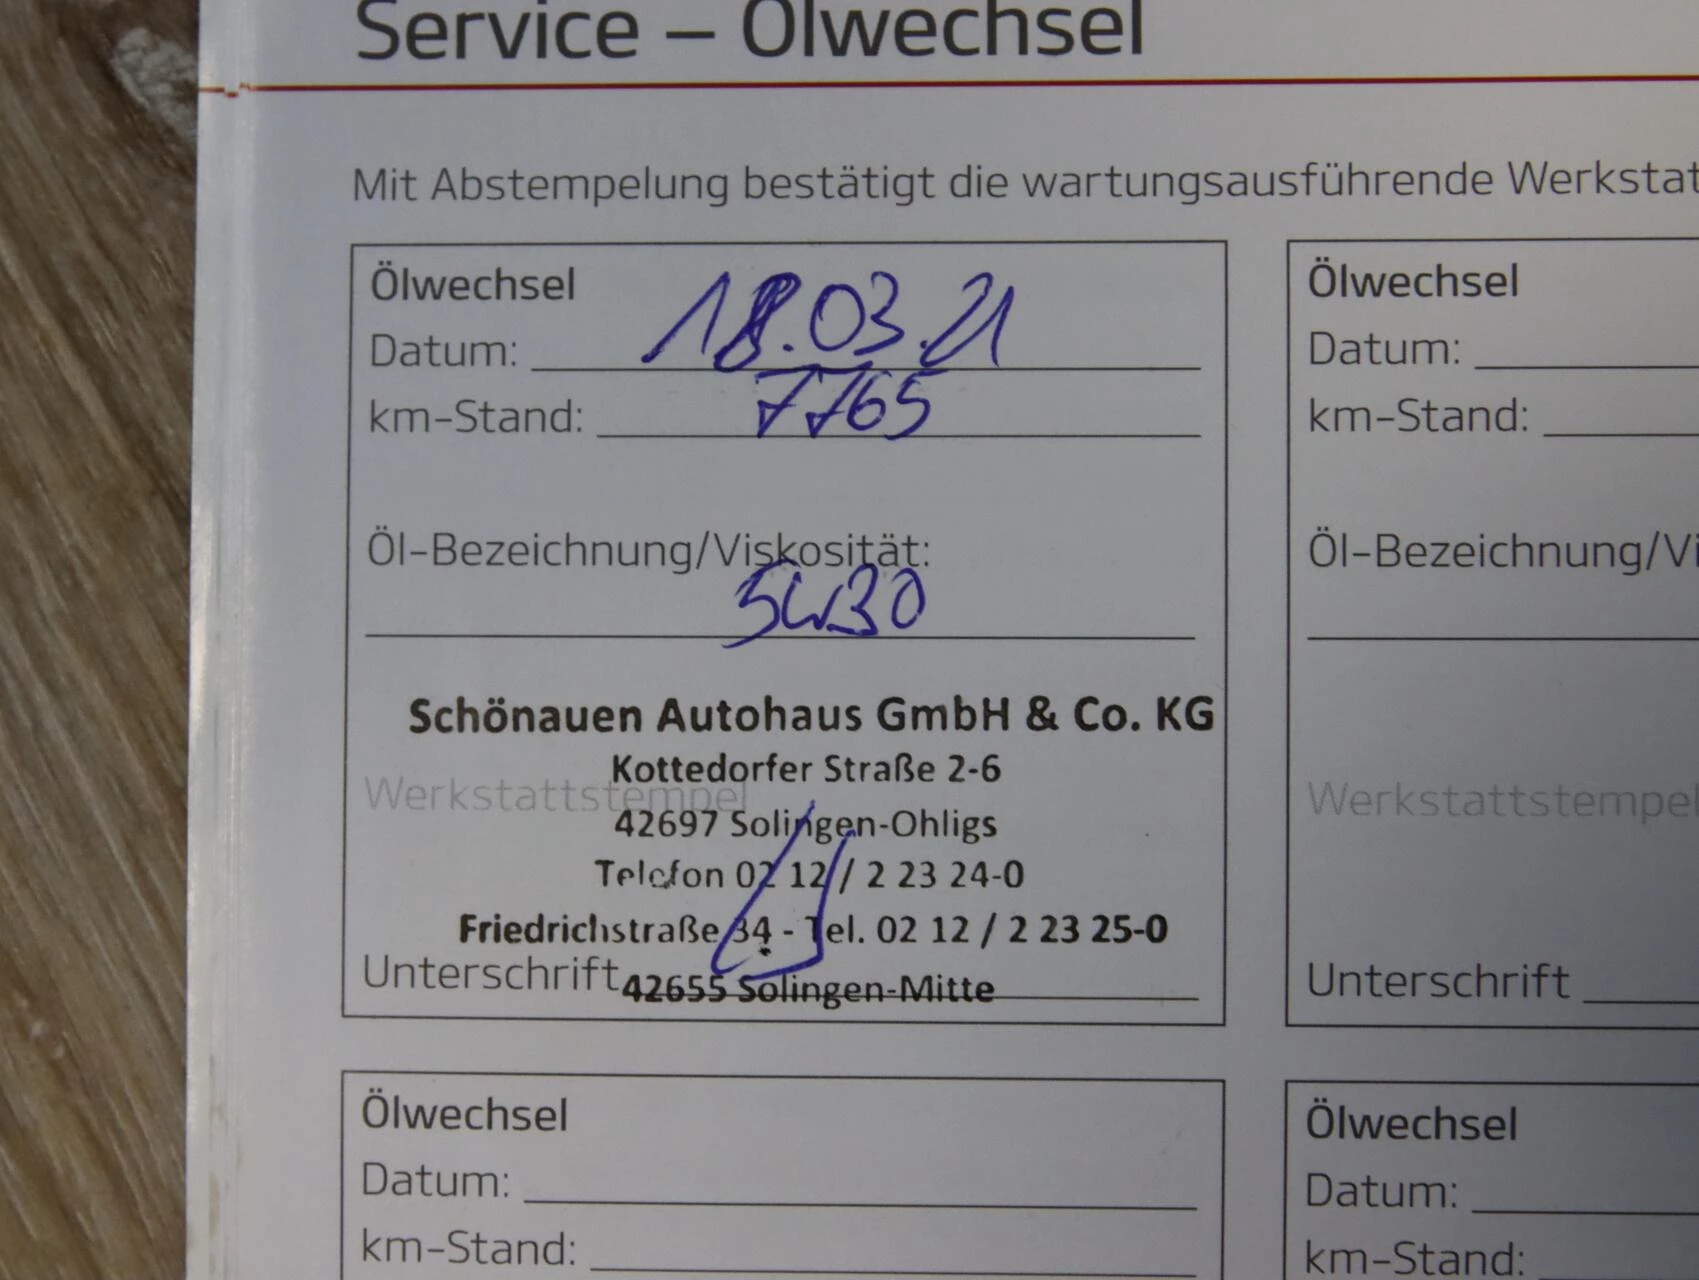 Service – Ölwechsel
Mit Abstempelung bestätigt die wartungsausführende
Ölwechsel
Datum: 18.03.21
km-Stand: 7765
Öl-Bezeichnung/Viskosität:
5W30
Schönauen Autohaus GmbH & Co. KG
Kottedorfer Straße 2-6
Werkstattstempel
42697 Solingen-Ohligs
Telefon 02 12 / 2 23 24-0
Friedrichstraße 84 - Tel. 02 12 / 2 23 25-0
Unterschrift
42655 Solingen-Mitte
Ölwechsel
Datum:
km-Stand:
Öl-Bezeichnung/Vi
Werkstattstempel
Unterschrift
Ölwechsel
Datum:
km-Stand:
Ölwechsel
Datum:
km-Stand: